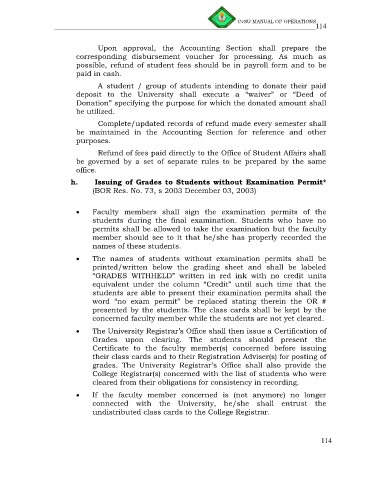 CvSU MANUAL OF OPERATIONS
114
Upon approval, the Accounting Section shall prepare the
corresponding disbursement voucher for processing. As much as
possible, refund of student fees should be in payroll form and to be
paid in cash.
A student / group of students intending to donate their paid
deposit to the University shall execute a "waiver" or "Deed of
Donation" specifying the purpose for which the donated amount shall
be utilized.
Complete/updated records of refund made every semester shall
be maintained in the Accounting Section for reference and other
purposes.
Refund of fees paid directly to the Office of Student Affairs shall
be governed by a set of separate rules to be prepared by the same
office.
h. Issuing of Grades to Students without Examination Permit*
(BOR Res. No. 73, s 2003 December 03, 2003)
• Faculty members shall sign the examination permits of the
students during the final examination. Students who have no
permits shall be allowed to take the examination but the faculty
member should see to it that he/she has properly recorded the
names of these students.
• The names of students without examination permits shall be
printed/written below the grading sheet and shall be labeled
"GRADES WITHHELD" written in red ink with no credit units
equivalent under the column "Credit" until such time that the
students are able to present their examination permits shall the
word "no exam permit" be replaced stating therein the OR #
presented by the students. The class cards shall be kept by the
concerned faculty member while the students are not yet cleared.
• The University Registrar's Office shall then issue a Certification of
Grades upon clearing. The students should present the
Certificate to the faculty member(s) concerned before issuing
their class cards and to their Registration Adviser(s) for posting of
grades. The University Registrar's Office shall also provide the
College Registrar(s) concerned with the list of students who were
cleared from their obligations for consistency in recording.
• If the faculty member concerned is (not anymore) no longer
connected with the University, he/she shall entrust the
undistributed class cards to the College Registrar.
114